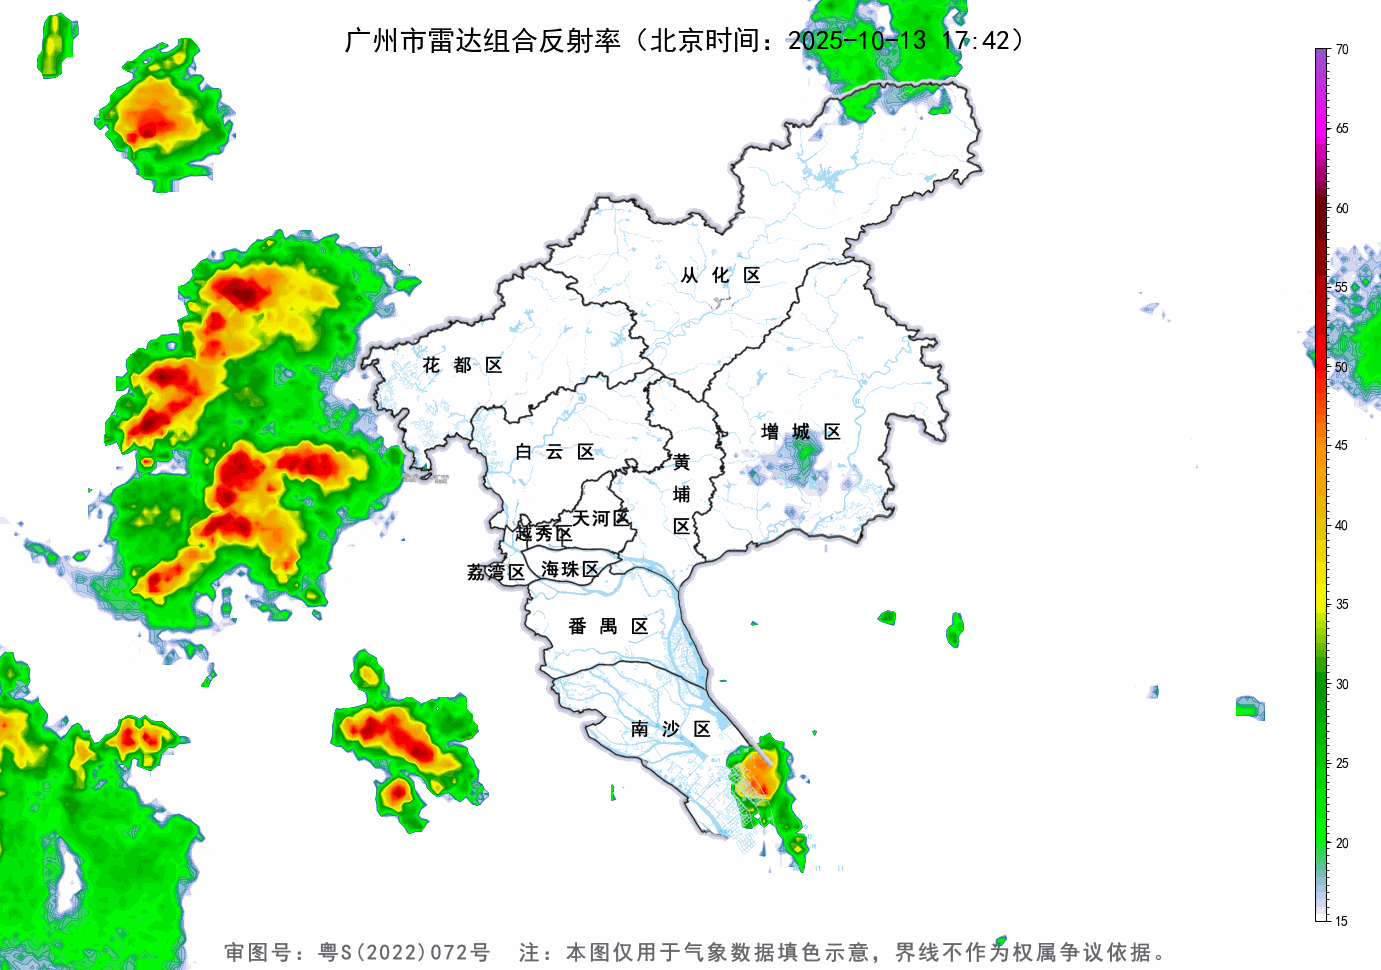 广州市雷达组合反射率（北京时间：2025-10-13 17:42）
70
65
60
55
50
45
40
35
30
25
20
15
从化区
花都区
增城区
白云区
黄埔区
天河区
越秀区
荔湾区
海珠区
番禺区
南沙区
审图号：粤S(2022)072号 注：本图仅用于气象数据填色示意，界线不作为权属争议依据。